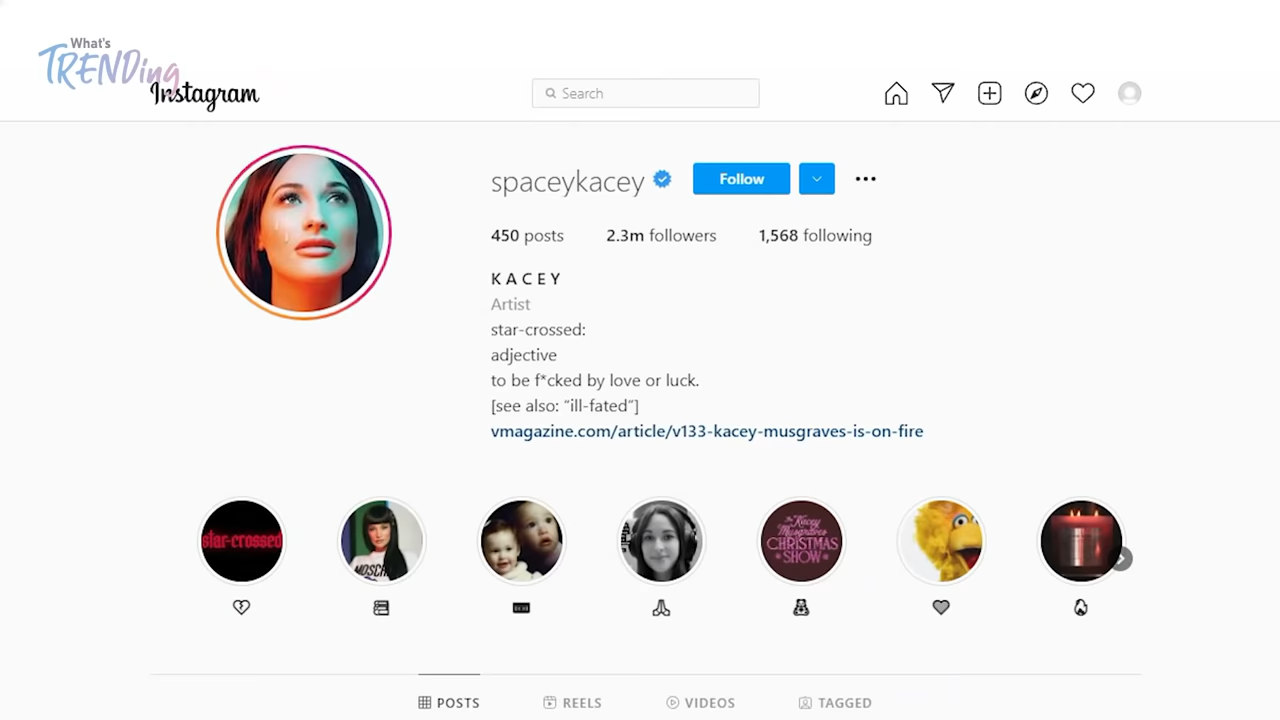 What's
TRENDing
Instagram
Search
spaceykacey
Follow
450 posts
2.3m followers
1,568 following
K A C E Y
Artist
star-crossed:
adjective
to be f*cked by love or luck.
[see also: “ill-fated”]
vmagazine.com/article/v133-kacey-musgraves-is-on-fire
star-crossed
MOSCH
The Kacey
Musgraves
CHRISTMAS
SHOW
POSTS
REELS
VIDEOS
TAGGED